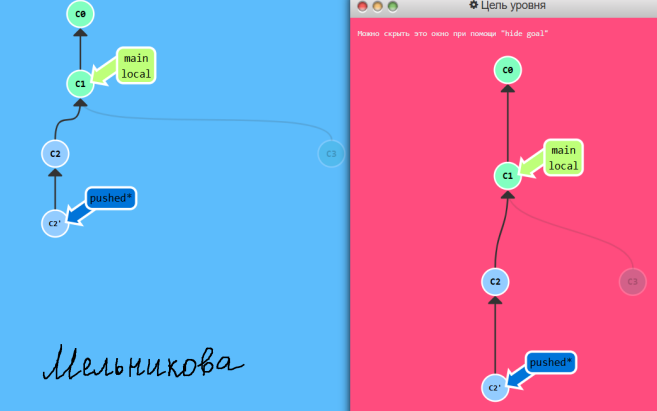 C0
main
local
C1
C2
C3
pushed*
C2'
Мельникова
Цель уровня
Можно скрыть это окно при помощи "hide goal"
C0
main
local
C1
C2
C3
pushed*
C2'